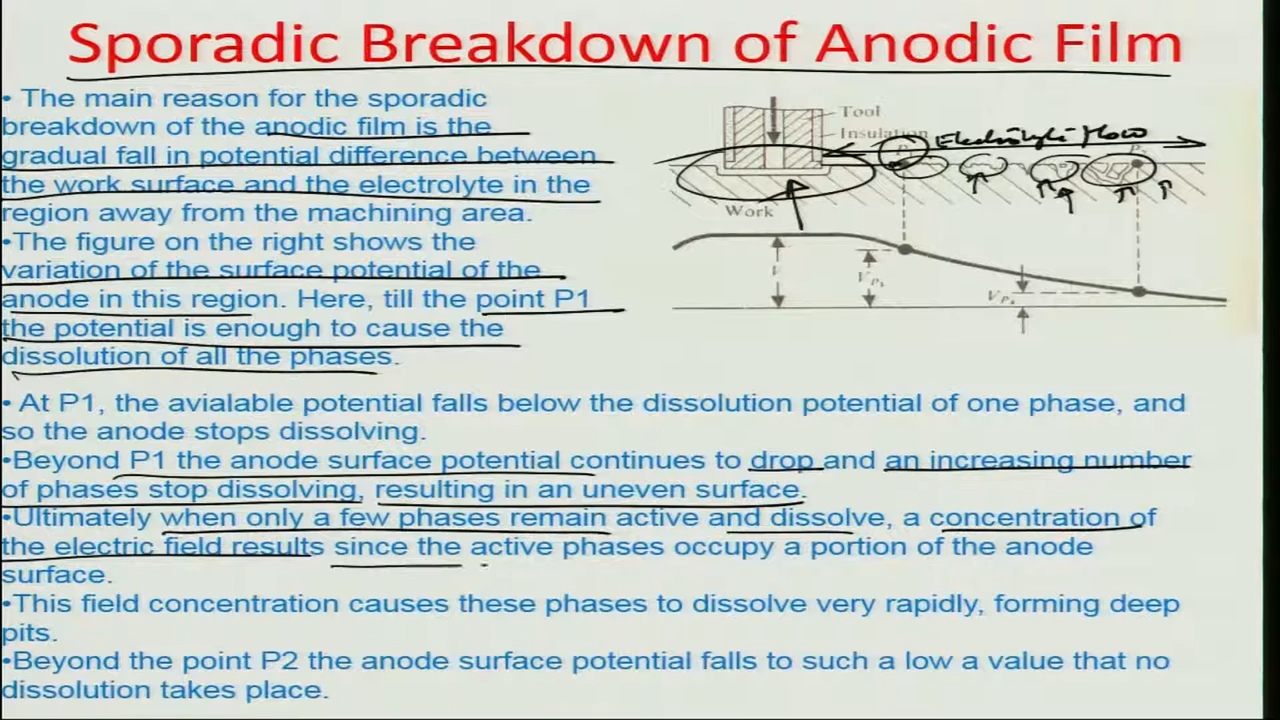 Sporadic Breakdown of Anodic Film
• The main reason for the sporadic
breakdown of the anodic film is the
gradual fall in potential difference between
the work surface and the electrolyte in the
region away from the machining area.
•The figure on the right shows the
variation of the surface potential of the
anode in this region. Here, till the point P1
the potential is enough to cause the
dissolution of all the phases.
• At P1, the avialable potential falls below the dissolution potential of one phase, and
so the anode stops dissolving.
•Beyond P1 the anode surface potential continues to drop and an increasing number
of phases stop dissolving, resulting in an uneven surface.
•Ultimately when only a few phases remain active and dissolve, a concentration of
the electric field results since the active phases occupy a portion of the anode
surface.
•This field concentration causes these phases to dissolve very rapidly, forming deep
pits.
•Beyond the point P2 the anode surface potential falls to such a low a value that no
dissolution takes place.
Tool
Insulation
Electrolyte flow
Work
V